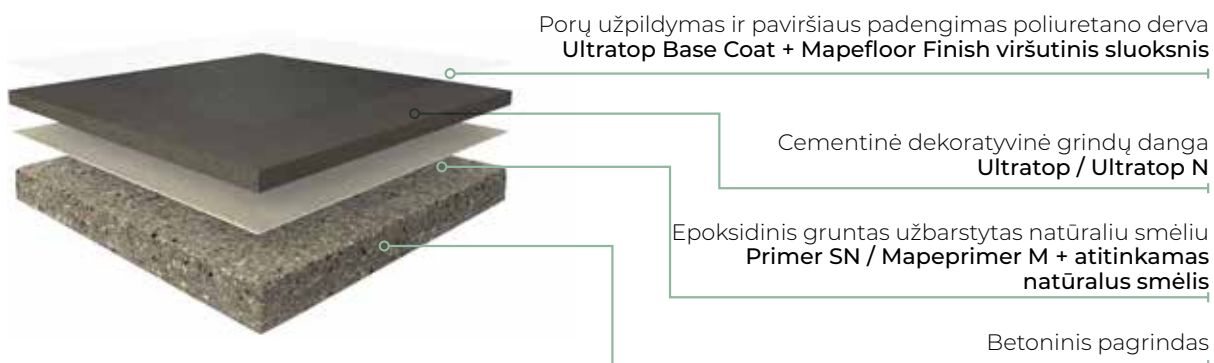 Porų užpildymas ir paviršiaus padengimas poliuretano derva
Ultratop Base Coat + Mapefloor Finish viršutinis sluoksnis
Cementinė dekoratyvinė grindų danga
Ultratop / Ultratop N
Epoksidinis gruntas užbarstytas natūraliu smėliu
Primer SN / Mapeprimer M + atitinkamas
natūralus smėlis
Betoninis pagrindas